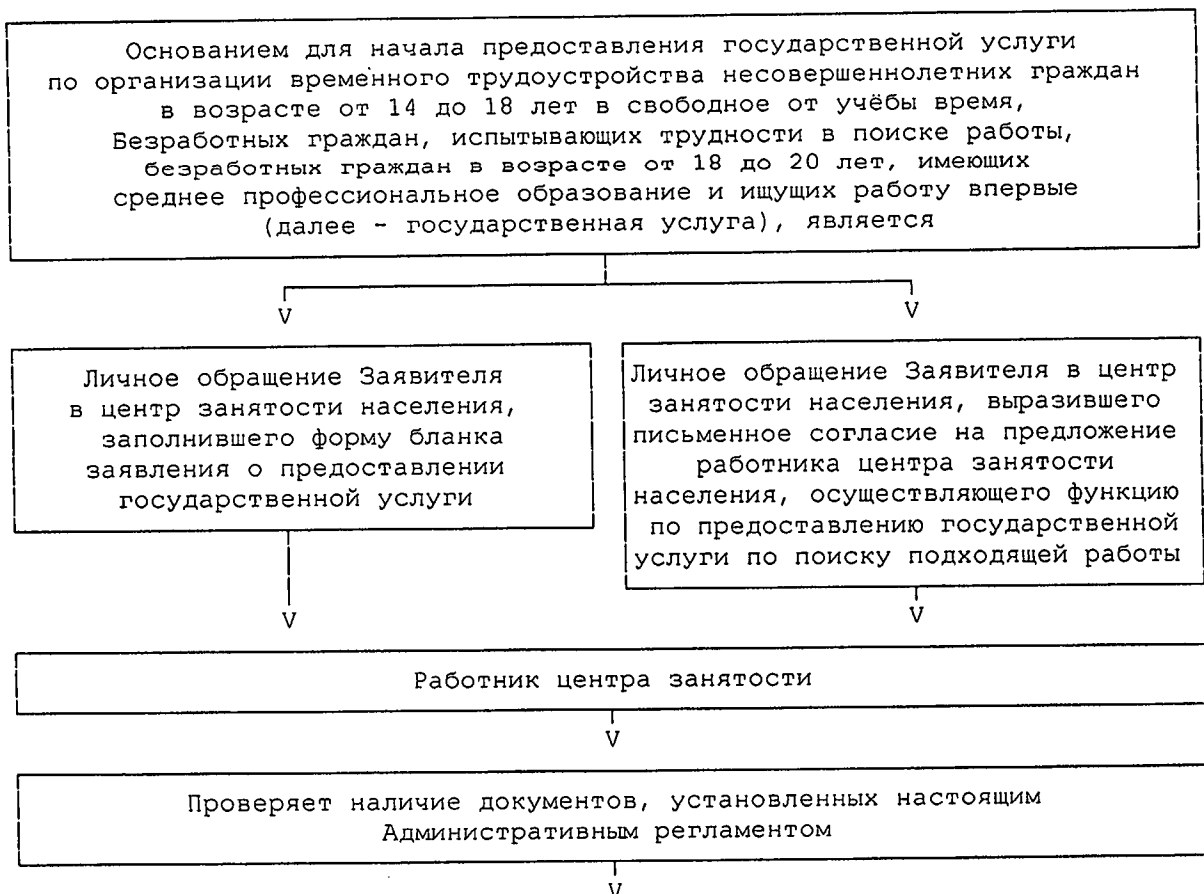 Основанием для начала предоставления государственной услуги
по организации временного трудоустройства несовершеннолетних граждан
в возрасте от 14 до 18 лет в свободное от учёбы время,
Безработных граждан, испытывающих трудности в поиске работы,
безработных граждан в возрасте от 18 до 20 лет, имеющих
среднее профессиональное образование и ищущих работу впервые
(далее - государственная услуга), является
V
V
Личное обращение Заявителя
в центр занятости населения,
заполнившего форму бланка
заявления о предоставлении
государственной услуги
Личное обращение Заявителя в центр
занятости населения, выразившего
письменное согласие на предложение
работника центра занятости
населения, осуществляющего функцию
по предоставлению государственной
услуги по поиску подходящей работы
V
V
Работник центра занятости
V
Проверяет наличие документов, установленных настоящим
Административным регламентом
V